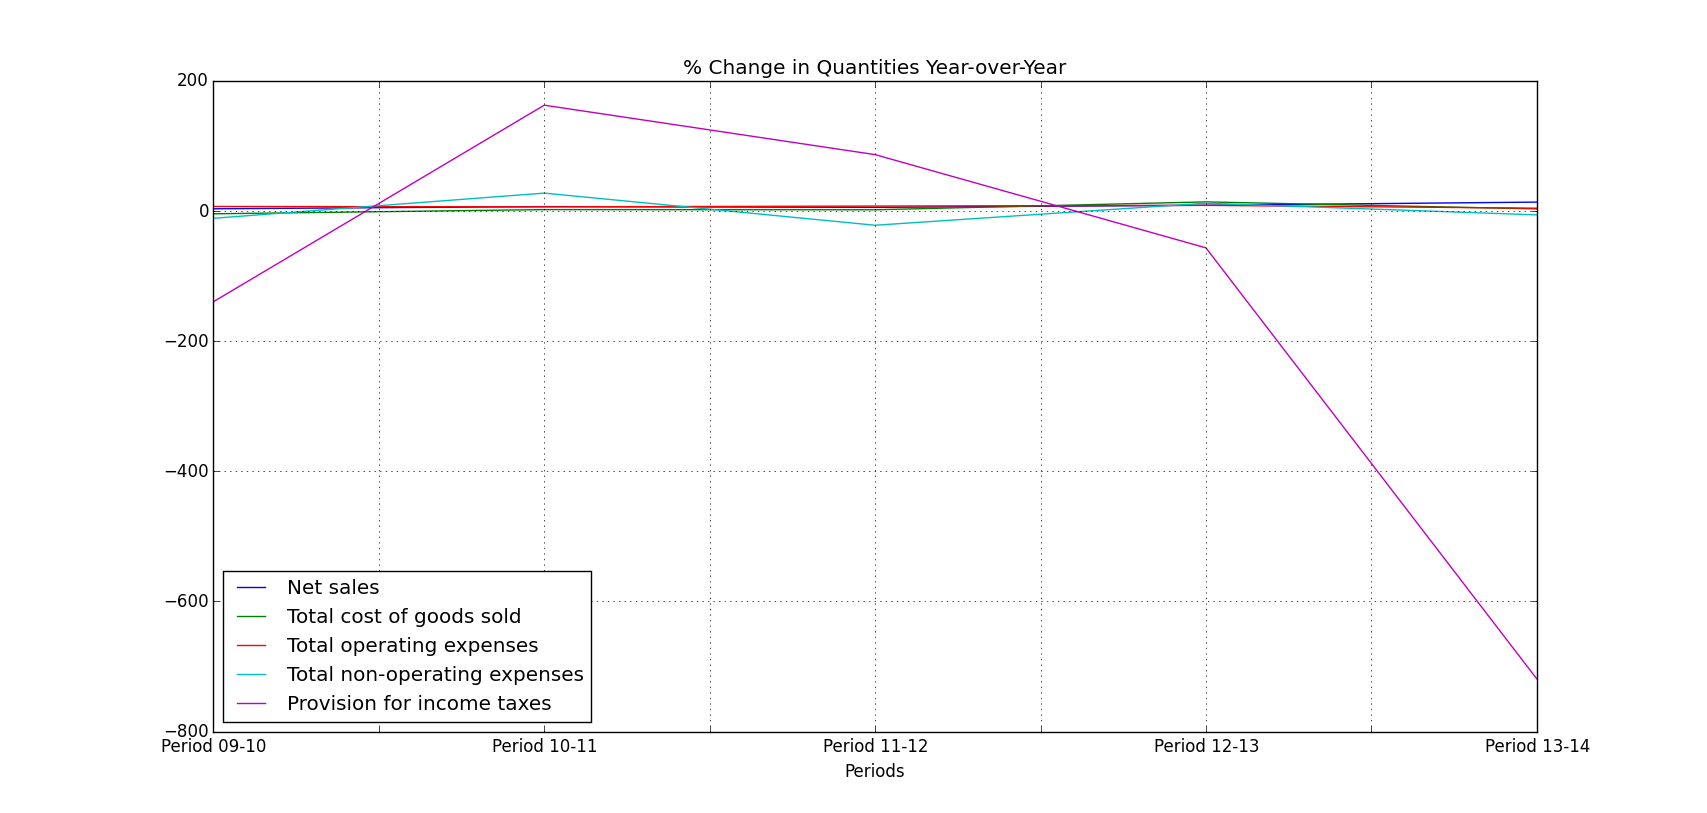 % Change in Quantities Year-over-Year
200
0
−200
−400
−600
−800
Net sales
Total cost of goods sold
Total operating expenses
Total non-operating expenses
Provision for income taxes
Period 09-10 Period 10-11 Period 11-12 Period 12-13 Period 13-14
Periods